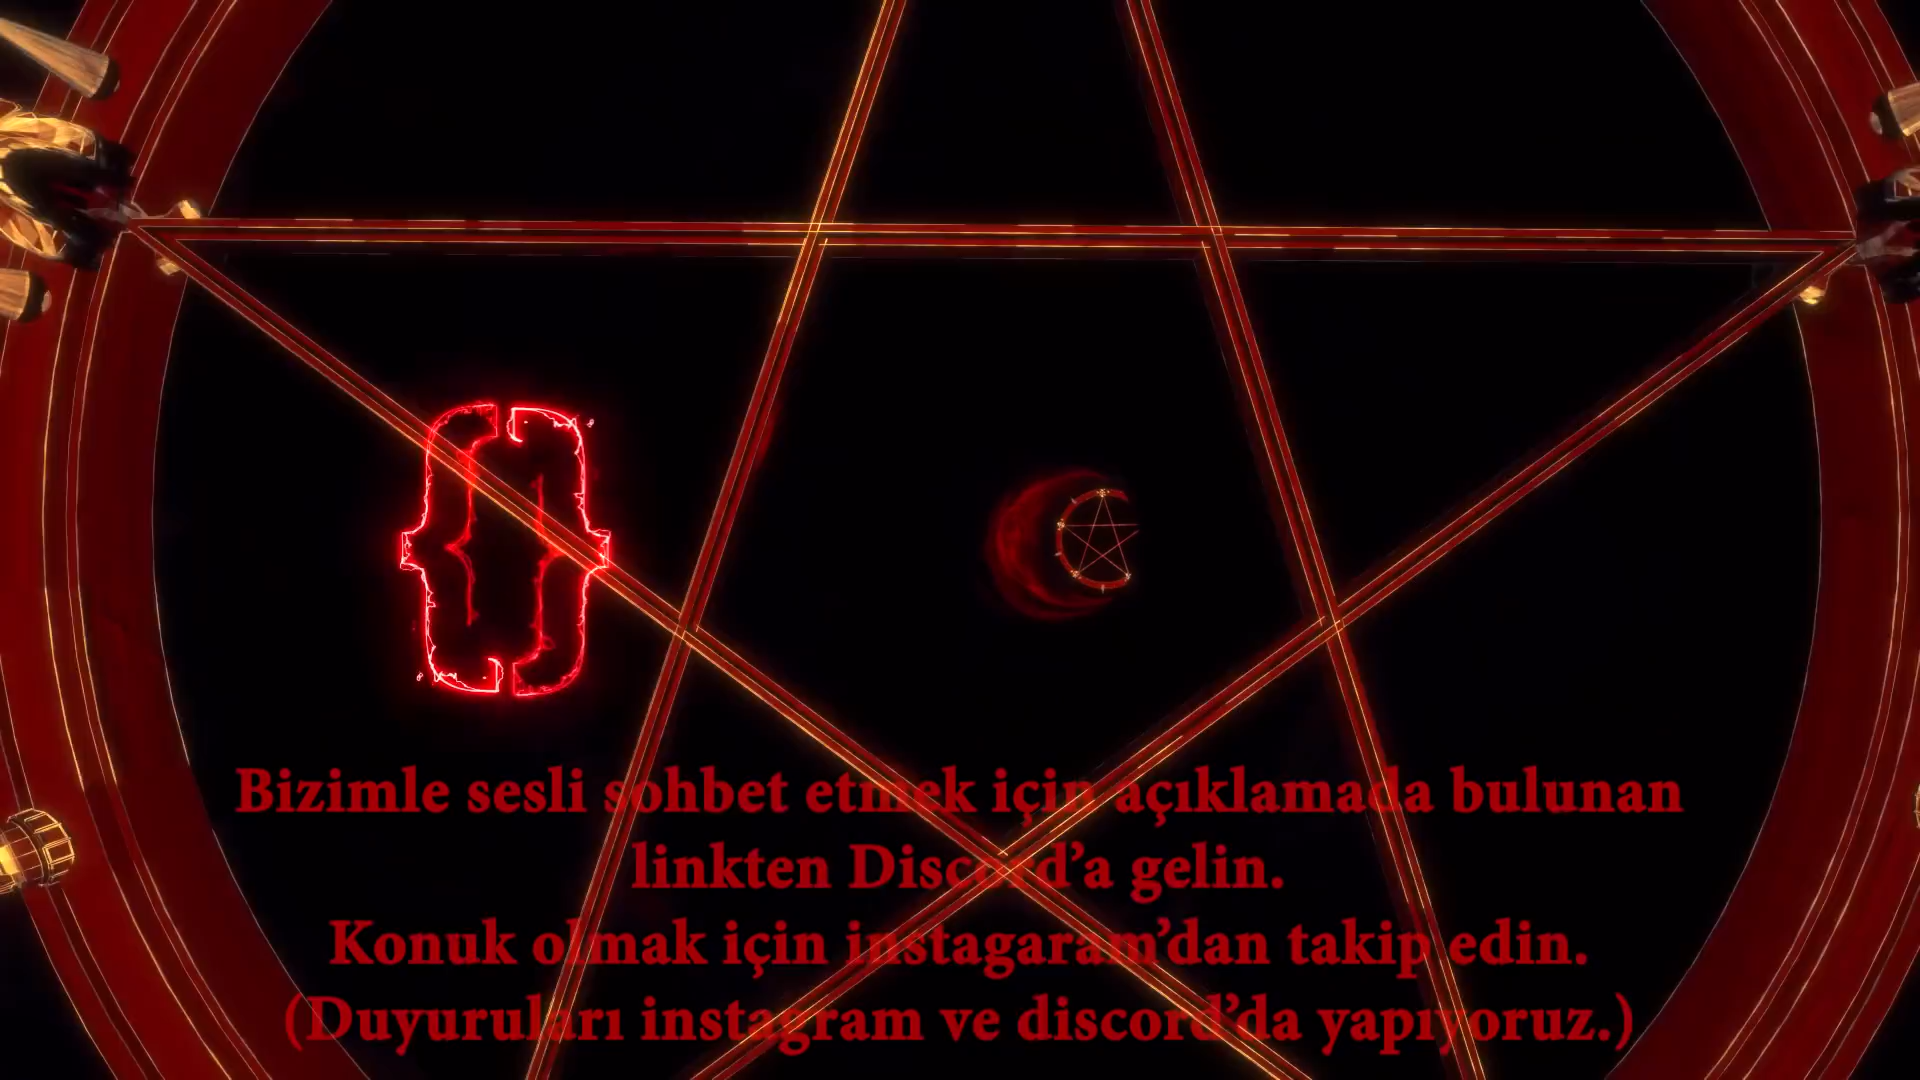 Bizimle sesli sohbet etmek için açıklamada bulunan
linkten Discord’a gelin.
Konuk olmak için instagaram’dan takip edin.
(Duyuruları instagram ve discord’da yapıyoruz.)